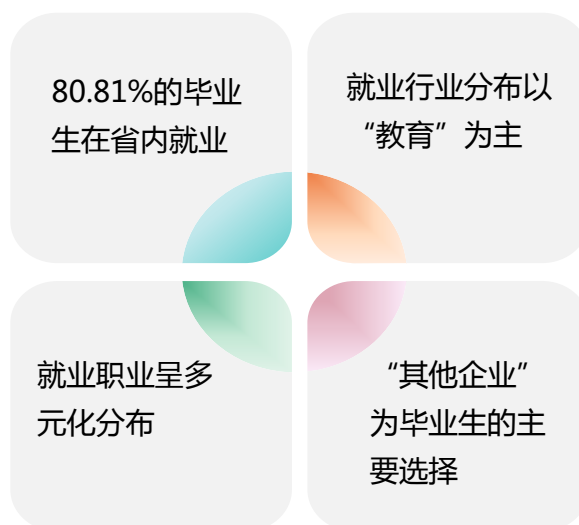 80.81%的毕业
生在省内就业
就业行业分布以
“教育”为主
就业职业呈多
元化分布
“其他企业”
为毕业生的主
要选择